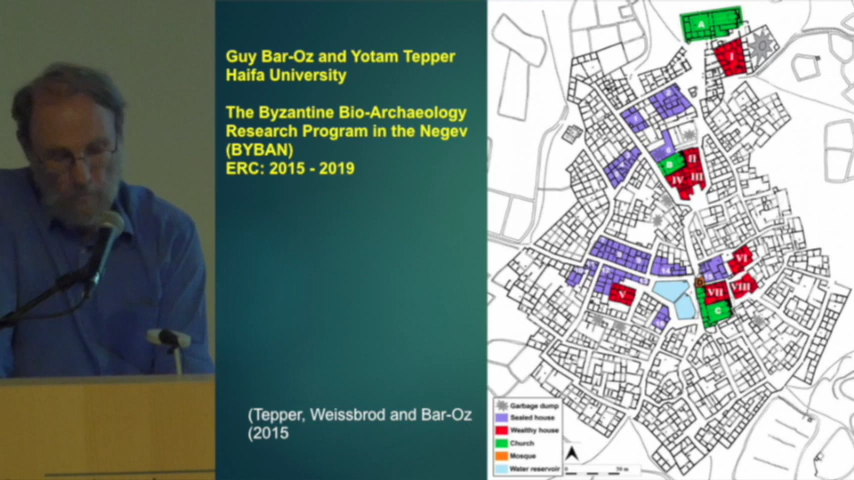 Guy Bar-Oz and Yotam Tepper
Haifa University
The Byzantine Bio-Archaeology
Research Program in the Negev
(BYBAN)
ERC: 2015 - 2019
(Tepper, Weissbrod and Bar-Oz
(2015
A
I
B
II
III
IV
V
VI
VII
VIII
C
Garbage dump
Sealed house
Wealthy house
Church
Mosque
Water reservoir
0
50 m